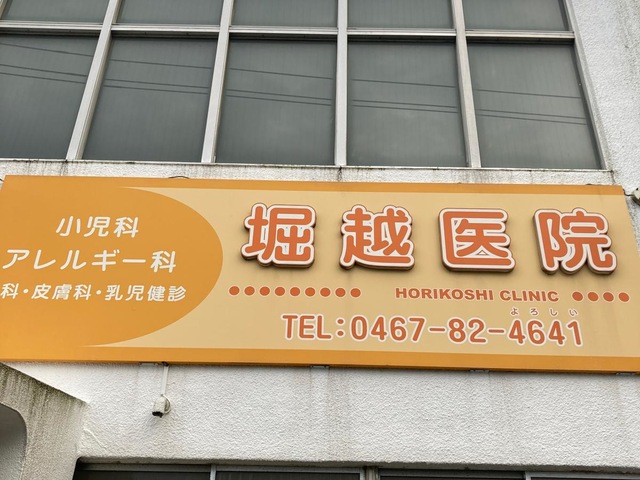 小児科
アレルギー科
科・皮膚科・乳児健診
堀越医院
HORIKOSHI CLINIC
よろしい
TEL:0467-82-4641